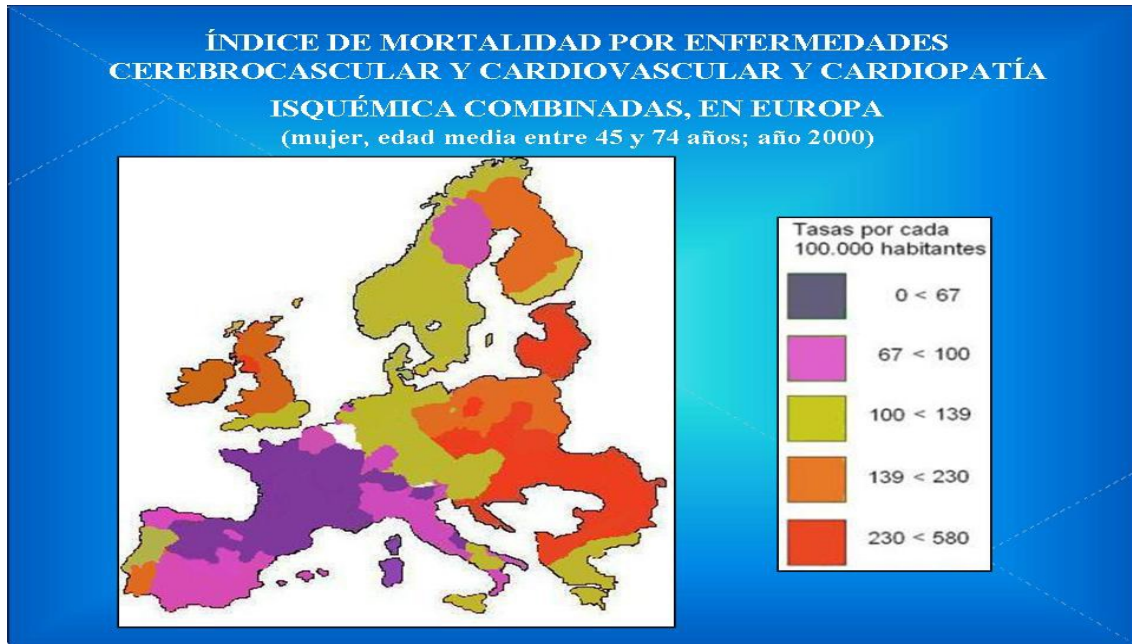 ÍNDICE DE MORTALIDAD POR ENFERMEDADES
CEREBROCASCULAR Y CARDIOVASCULAR Y CARDIOPATÍA
ISQUÉMICA COMBINADAS, EN EUROPA
(mujer, edad media entre 45 y 74 años; año 2000)
Tasas por cada
100.000 habitantes
0 < 67
67 < 100
100 < 139
139 < 230
230 < 580